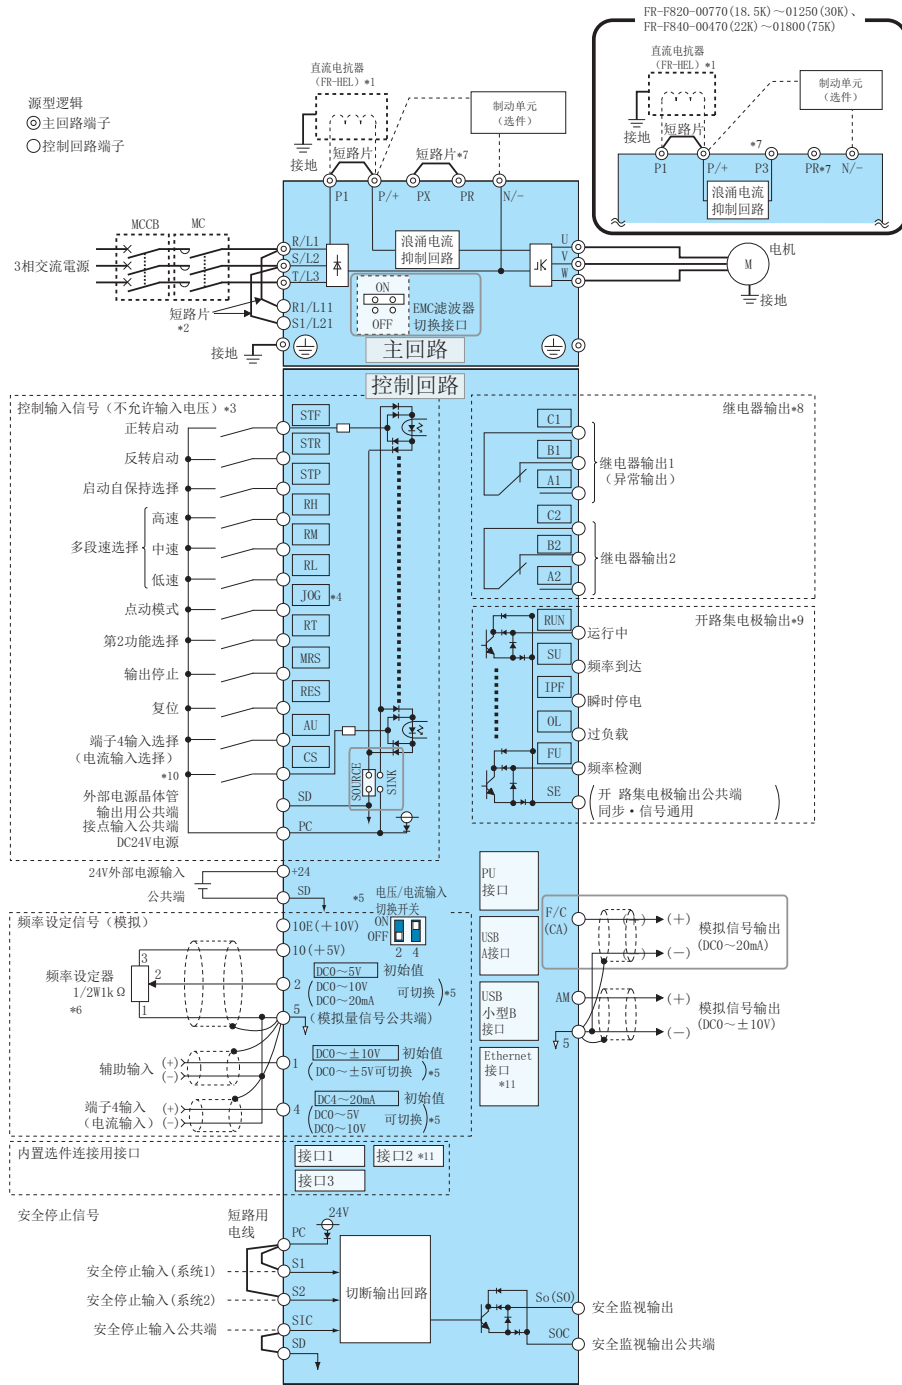 FR-F820-00770(18.5K)～01250(30K)、
FR-F840-00470(22K)～01800(75K)
直流电抗器
（FR-HEL）*1
制动单元
（选件）
接地
短路片
*7
P1
P/+
P3
PR*7
N/-
浪涌电流
抑制回路
源型逻辑
主回路端子
控制回路端子
直流电抗器
（FR-HEL）*1
制动单元
（选件）
接地
短路片
短路片*7
P1
P/+
PX
PR
N/-
MCCB
MC
3相交流電源
R/L1
S/L2
T/L3
R1/L11
S1/L21
短路片
*2
接地
浪涌电流
抑制回路
ON
OFF
EMC滤波器
切换接口
U
V
W
M
电机
接地
主回路
控制回路
控制输入信号（不允许输入电压）*3
正转启动
STF
反转启动
STR
启动自保持选择
STP
多段速选择
高速
RH
中速
RM
低速
RL
点动模式
JOG
*4
第2功能选择
RT
输出停止
MRS
复位
RES
端子4输入选择
（电流输入选择）
AU
*10
CS
SOURCE
SINK
外部电源晶体管
输出用公共端
接点输入公共端
DC24V电源
SD
PC
继电器输出*8
C1
B1
A1
继电器输出1
（异常输出）
C2
B2
A2
继电器输出2
开路集电极输出*9
RUN
运行中
SU
频率到达
IPF
瞬时停电
OL
过负载
FU
频率检测
SE
开 路集电极输出公共端
同步・信号通用
24V外部电源输入
+24
公共端
SD
频率设定信号（模拟）
*5
电压/电流输入
切换开关
ON
OFF
2 4
10E(＋10V)
10(＋5V)
频率设定器
1/2W1kΩ
*6
3
2
1
2
DC0～5V 初始值
DC0～10V
DC0～20mA
可切换
*5
5
(模拟量信号公共端)
辅助输入
(+)
(-)
1
DC0～±10V 初始值
(DC0～±5V可切换)*5
端子4输入
（电流输入）
(+)
(-)
4
DC4～20mA 初始值
DC0～5V
DC0～10V
可切换
*5
PU
接口
USB
A接口
USB
小型B
接口
Ethernet
接口
*11
F/C
(CA)
(+)
(-)
模拟信号输出
(DC0～20mA)
AM
5
(+)
(-)
模拟信号输出
(DC0～±10V)
内置选件连接用接口
接口1
接口2 *11
接口3
安全停止信号
短路用
电线
PC
24V
安全停止输入(系统1)
S1
安全停止输入(系统2)
S2
安全停止输入公共端
SIC
SD
切断输出回路
So(SO)
安全监视输出
SOC
安全监视输出公共端